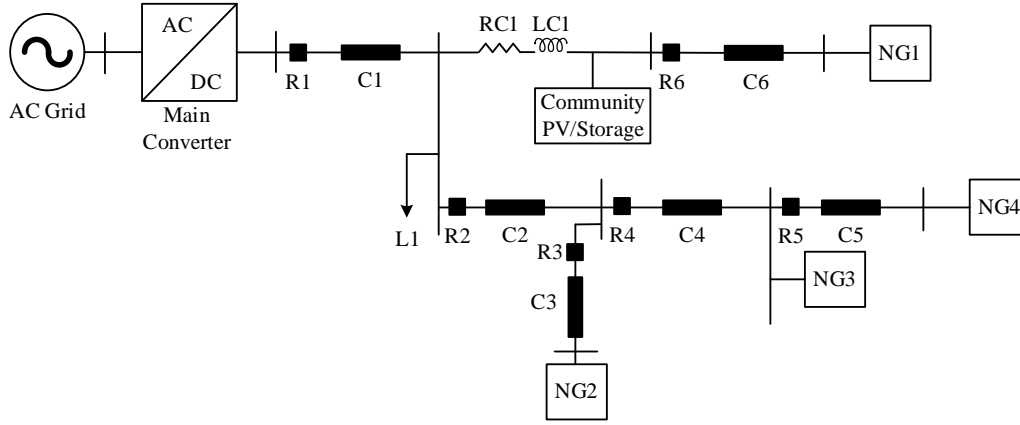 AC
DC
AC Grid
Main
Converter
R1
C1
RC1
LC1
Community
PV/Storage
R6
C6
NG1
L1
R2
C2
R3
C3
NG2
R4
C4
R5
C5
NG3
NG4